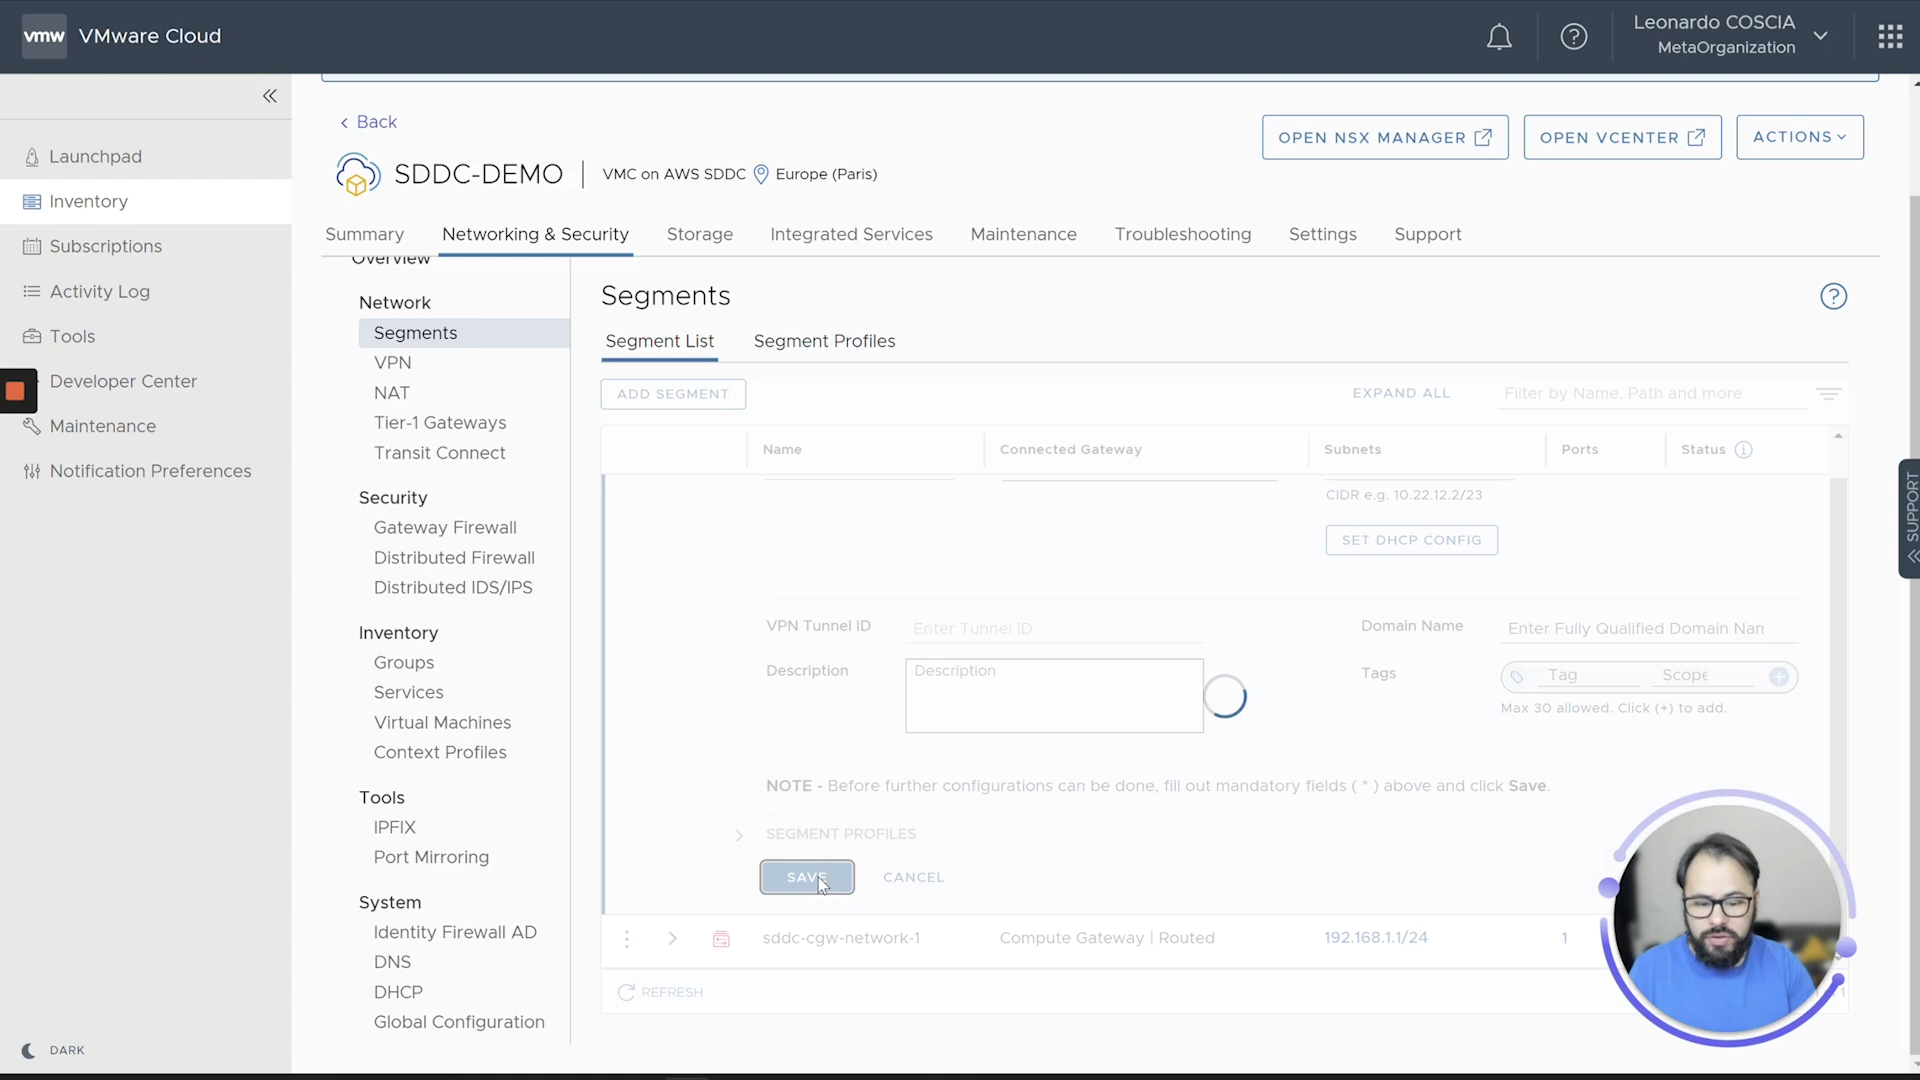 vmw VMware Cloud
Leonardo COSCIA
MetaOrganization
Launchpad
Inventory
Subscriptions
Activity Log
Tools
Developer Center
Maintenance
Notification Preferences
DARK
Back
SDDC-DEMO
VMC on AWS SDDC
Europe (Paris)
OPEN NSX MANAGER
OPEN VCENTER
ACTIONS
Summary
Networking & Security
Storage
Integrated Services
Maintenance
Troubleshooting
Settings
Support
Overview
Network
Segments
VPN
NAT
Tier-1 Gateways
Transit Connect
Security
Gateway Firewall
Distributed Firewall
Distributed IDS/IPS
Inventory
Groups
Services
Virtual Machines
Context Profiles
Tools
IPFIX
Port Mirroring
System
Identity Firewall AD
DNS
DHCP
Global Configuration
Segments
Segment List
Segment Profiles
ADD SEGMENT
EXPAND ALL
Filter by Name, Path and more
Name
Connected Gateway
Subnets
Ports
Status
CIDR e.g. 10.22.12.2/23
SET DHCP CONFIG
VPN Tunnel ID
Enter Tunnel ID
Domain Name
Enter Fully Qualified Domain Nan
Description
Description
Tags
Tag
Scope
Max 30 allowed. Click (+) to add.
NOTE - Before further configurations can be done, fill out mandatory fields ( * ) above and click Save.
SEGMENT PROFILES
SAVE
CANCEL
sddc-cgw-network-1
Compute Gateway | Routed
192.168.1.1/24
1
REFRESH
SUPPORT